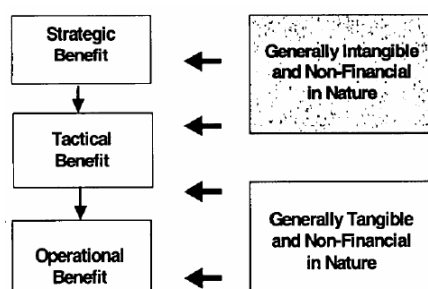 Strategic
Benefit
Generally Intangible
and Non-Financial
in Nature
Tactical
Benefit
Generally Tangible
and Non-Financial
in Nature
Operational
Benefit